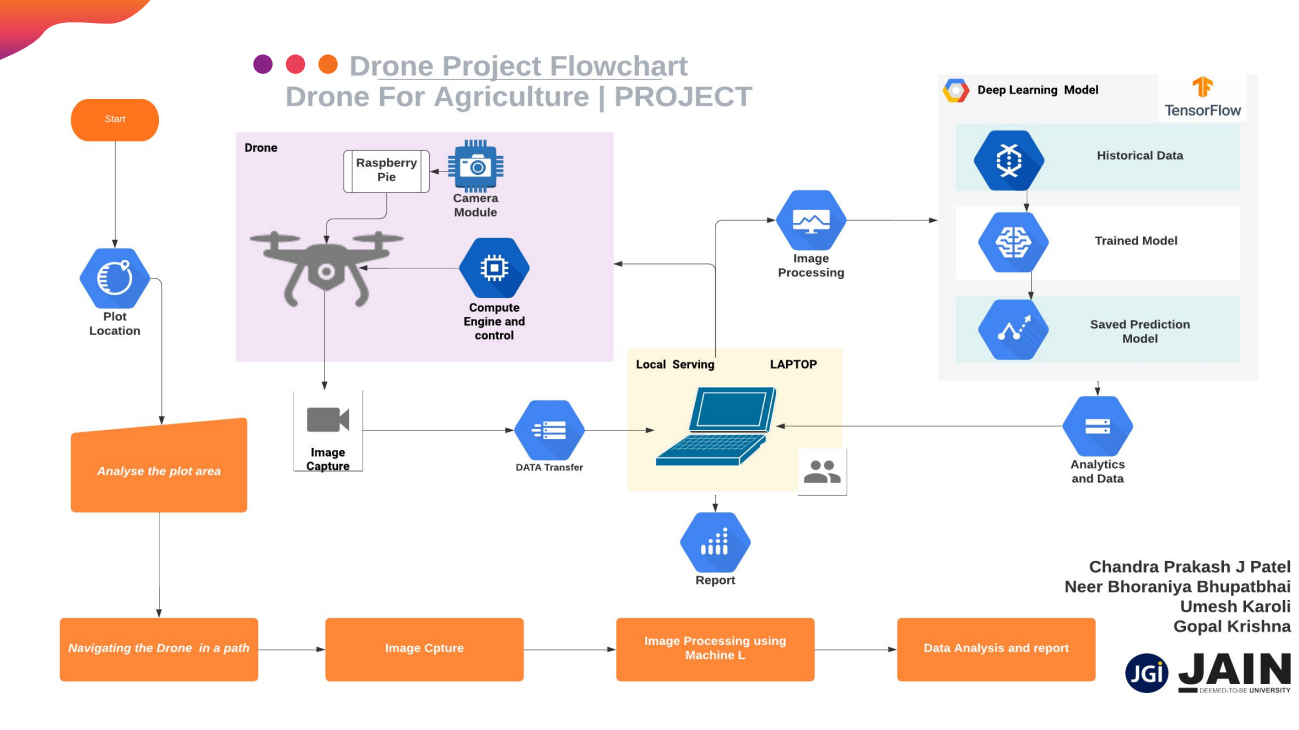 Drone Project Flowchart
Drone For Agriculture | PROJECT
Start
Plot
Location
Analyse the plot area
Drone
Raspberry
Pie
Camera
Module
Compute
Engine and
control
Image
Capture
DATA Transfer
Local Serving
LAPTOP
Report
Image
Processing
Deep Learning Model
TensorFlow
Historical Data
Trained Model
Saved Prediction
Model
Analytics
and Data
Navigating the Drone in a path
Image Cpture
Image Processing using
Machine L
Data Analysis and report
Chandra Prakash J Patel
Neer Bhoraniya Bhupatbhai
Umesh Karoli
Gopal Krishna
JGi
JAIN
DEEMED-TO-BE UNIVERSITY